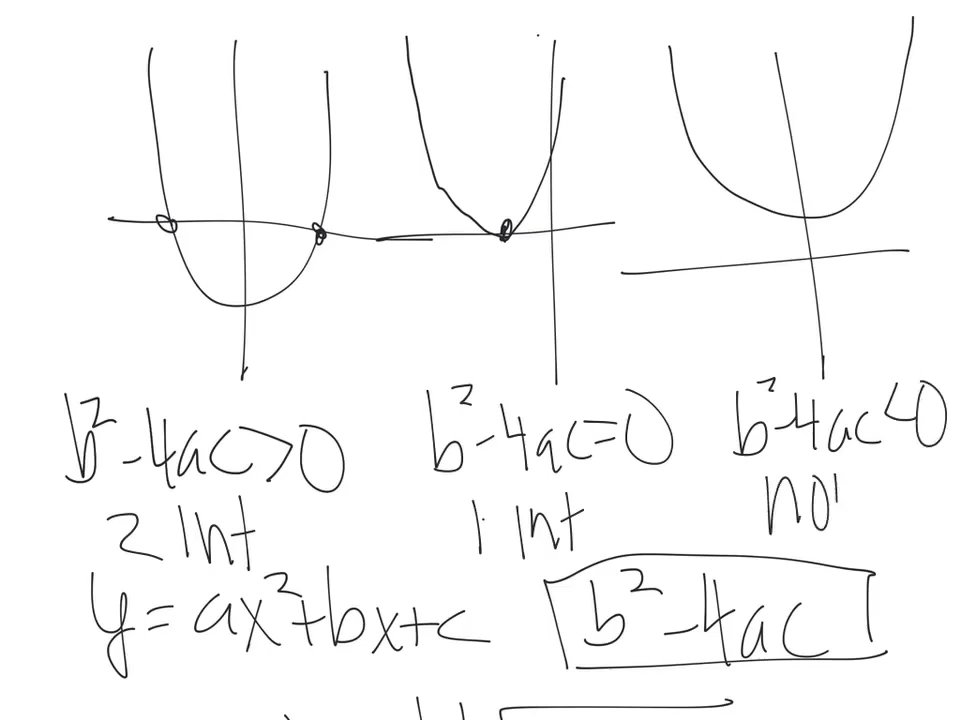 b²-4ac>0 b²-4ac=0 b²-4ac<0
2 int 1 int no
y=ax²+bx+c b²-4ac